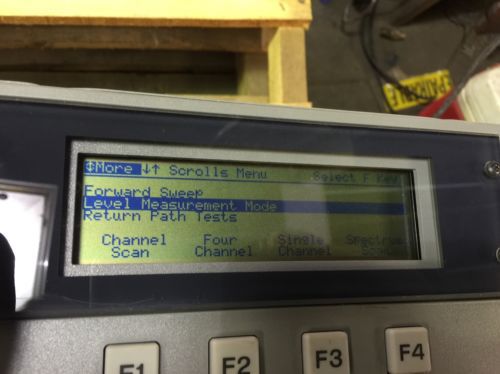 ↕More ↓↑ Scrolls Menu Select F Key
Forward Sweep
Level Measurement Mode
Return Path Tests
Channel Four Single Spectrum
Scan Channel Channel Scan
F1 F2 F3 F4